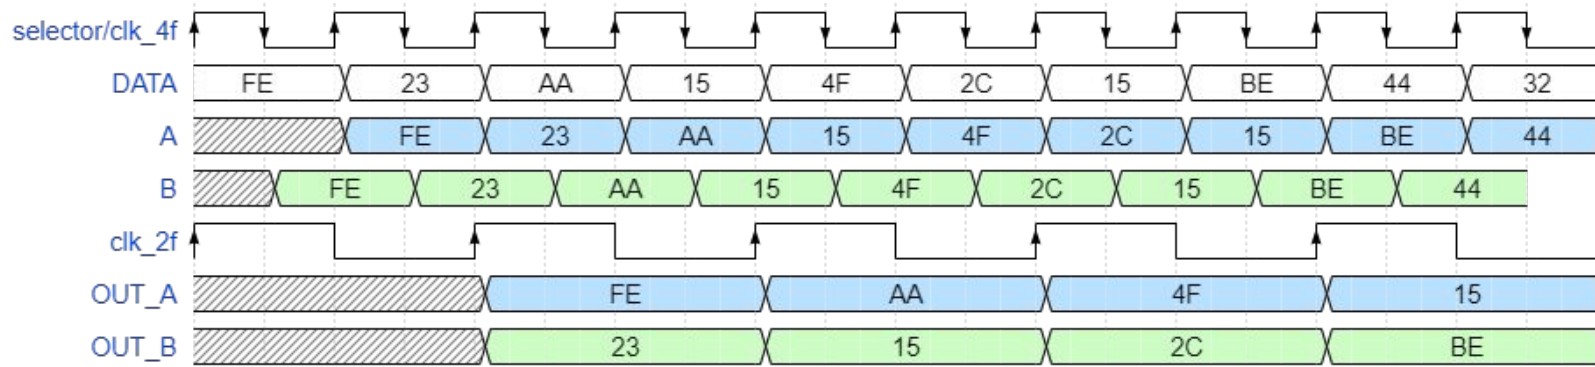 selector/clk_4f
DATA FE 23 AA 15 4F 2C 15 BE 44 32
A FE 23 AA 15 4F 2C 15 BE 44
B FE 23 AA 15 4F 2C 15 BE 44
clk_2f
OUT_A FE AA 4F 15
OUT_B 23 15 2C BE